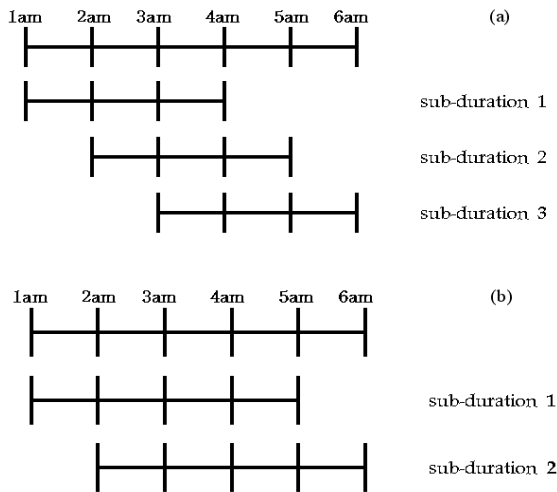 1am 2am 3am 4am 5am 6am (a)
sub-duration 1
sub-duration 2
sub-duration 3
1am 2am 3am 4am 5am 6am (b)
sub-duration 1
sub-duration 2